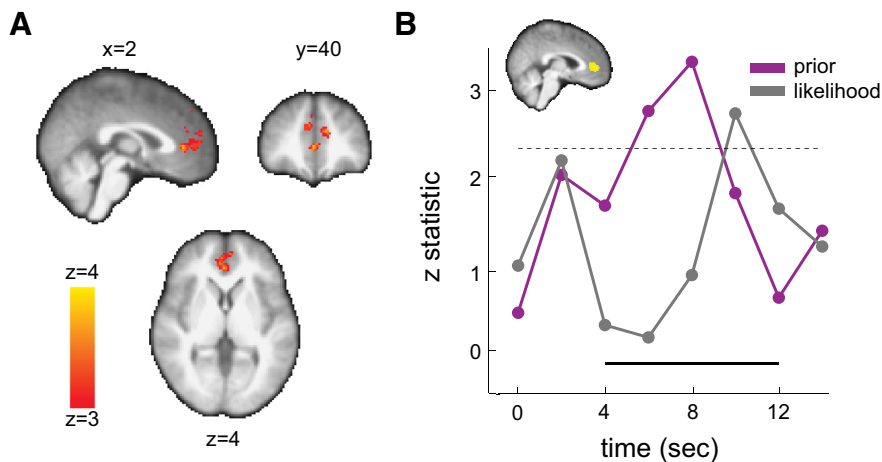 A
x=2
y=40
z=4
z=3
z=4
B
prior
likelihood
z statistic
3
2
1
0
0
4
8
12
time (sec)